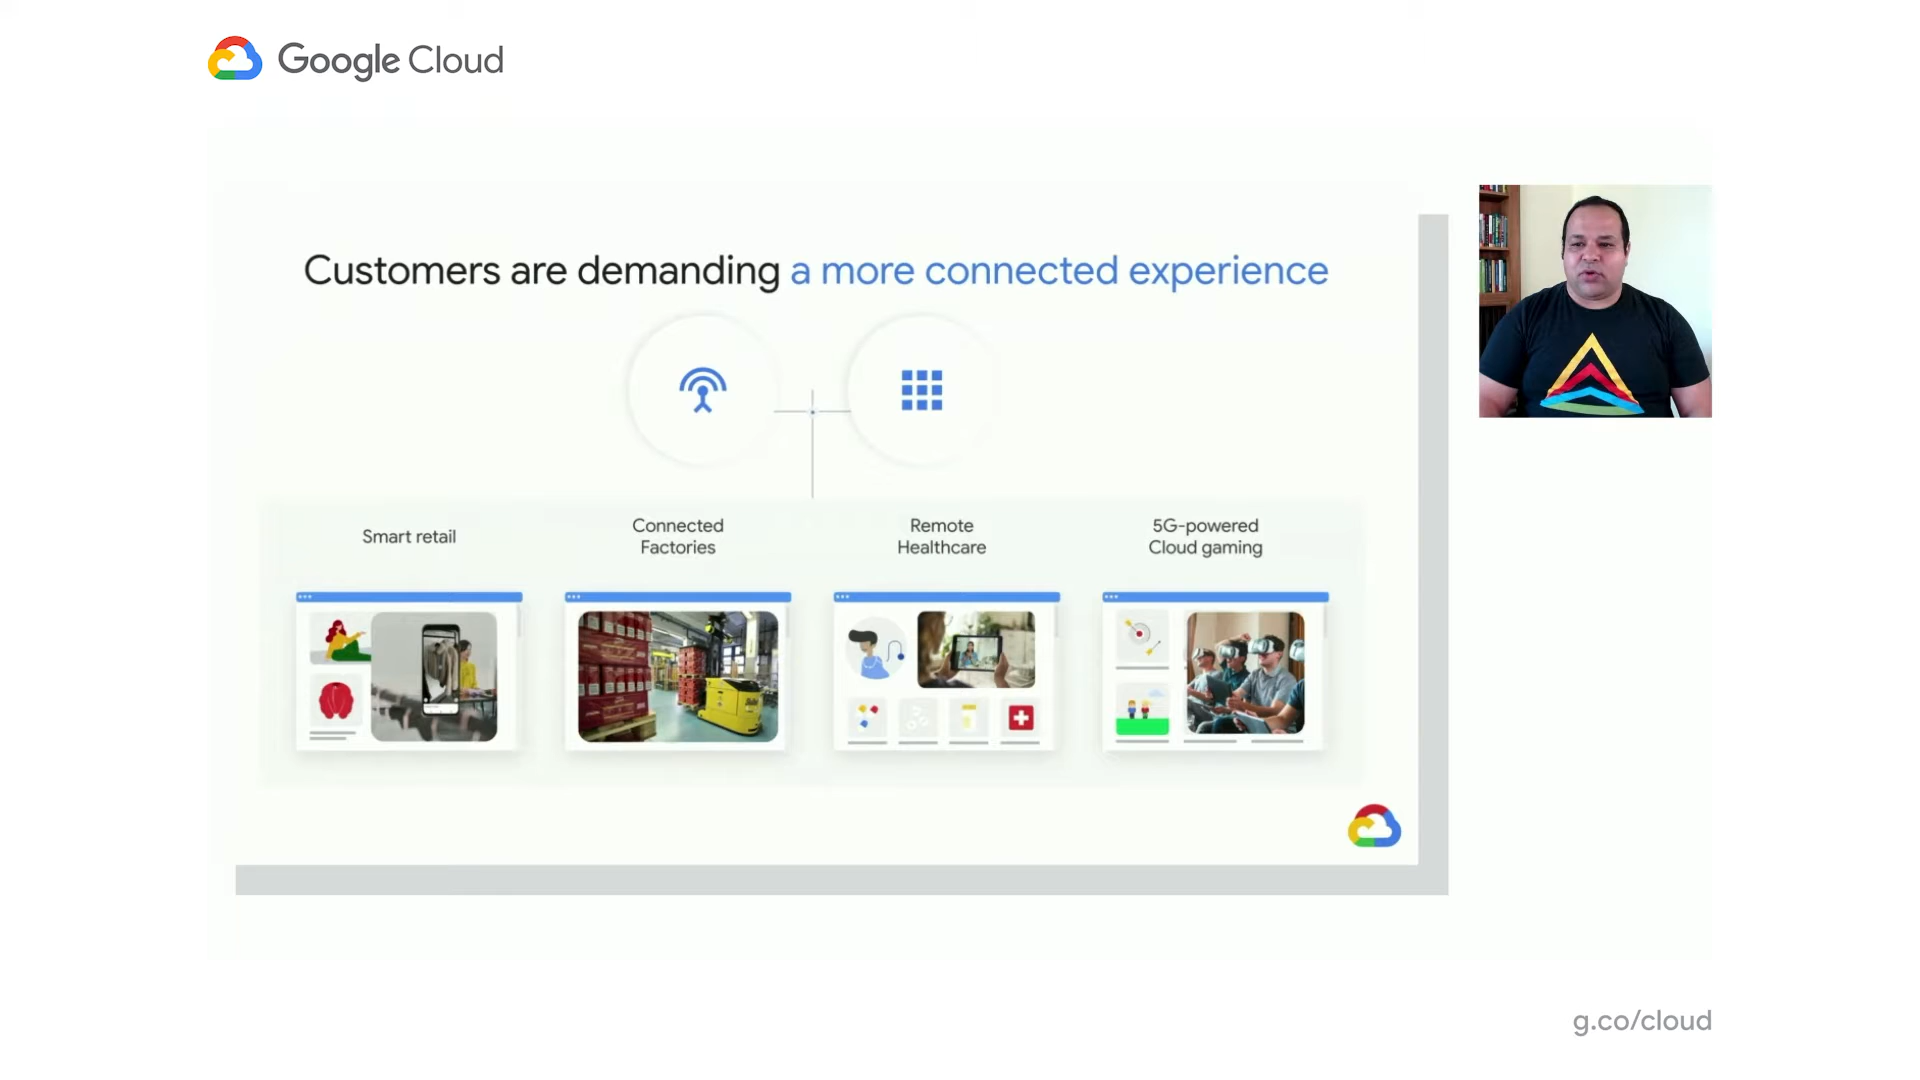 Google Cloud
Customers are demanding a more connected experience
Smart retail
Connected
Factories
Remote
Healthcare
5G-powered
Cloud gaming
g.co/cloud